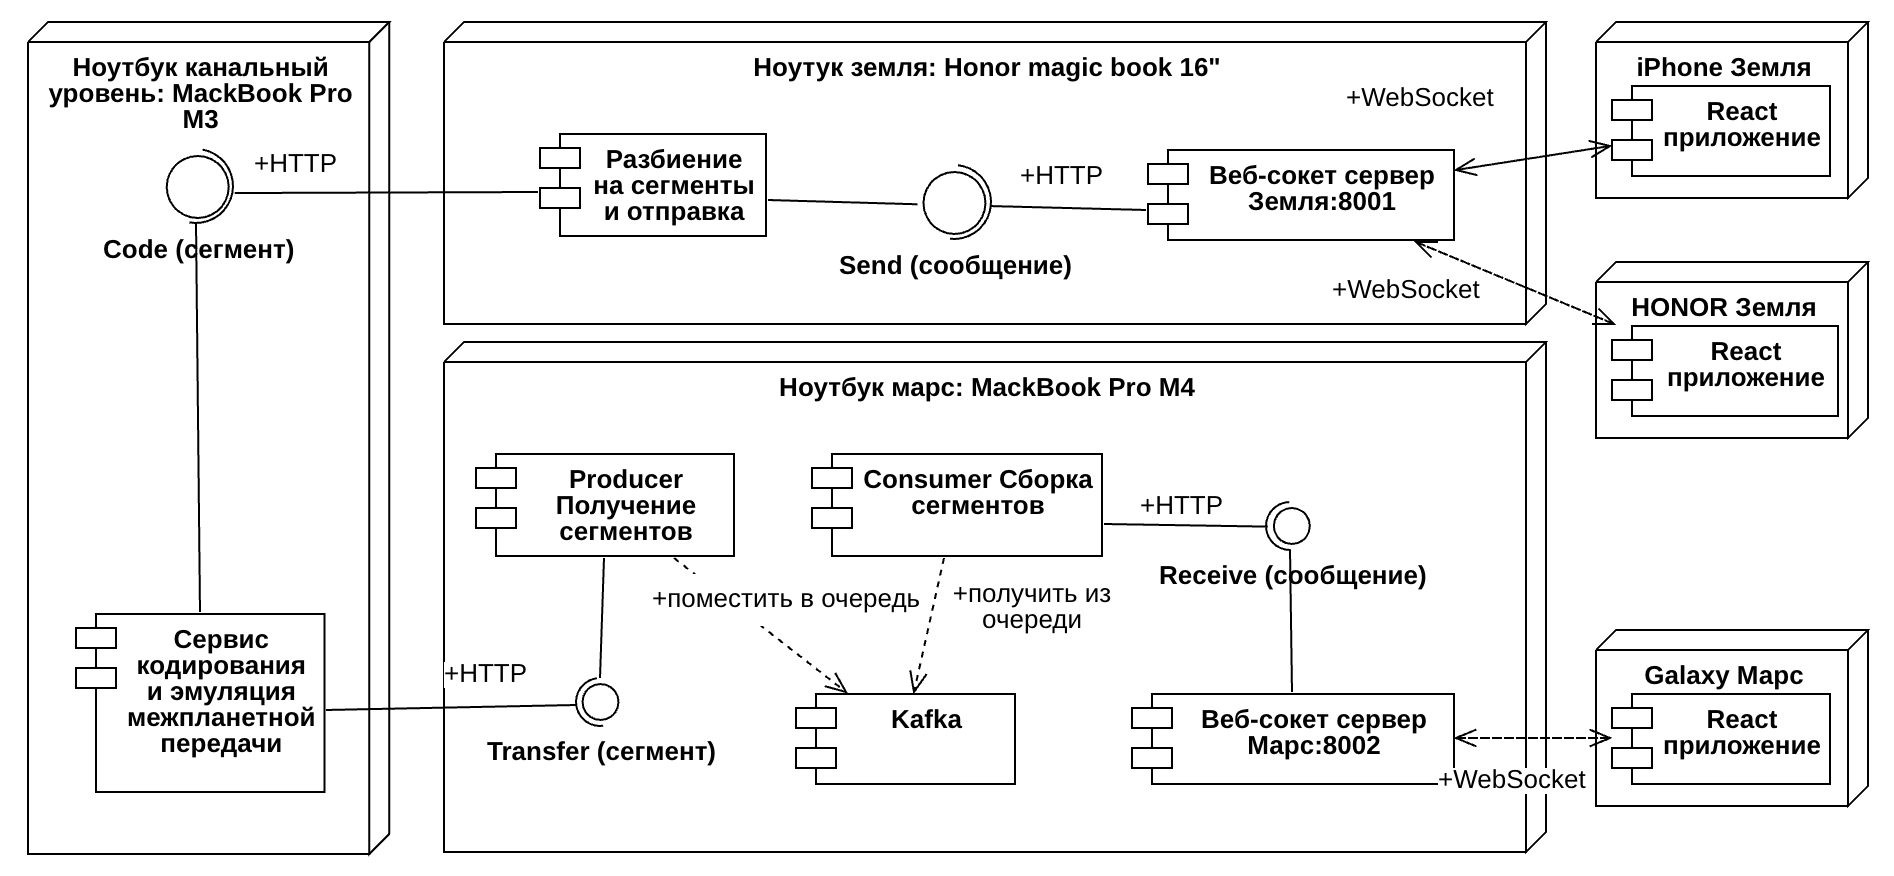 Ноутбук канальный
уровень: MackBook Pro
M3
+HTTP
Code (сегмент)
Сервис
кодирования
и эмуляция
межпланетной
передачи
Ноутук земля: Honor magic book 16"
+WebSocket
Разбиение
на сегменты
и отправка
+HTTP
Send (сообщение)
Веб-сокет сервер
Земля:8001
+WebSocket
iPhone Земля
React
приложение
HONOR Земля
React
приложение
Ноутбук марс: MackBook Pro M4
Producer
Получение
сегментов
Consumer Сборка
сегментов
+HTTP
Receive (сообщение)
+поместить в очередь
+получить из
очереди
+HTTP
Transfer (сегмент)
Kafka
Веб-сокет сервер
Марс:8002
+WebSocket
Galaxy Марс
React
приложение